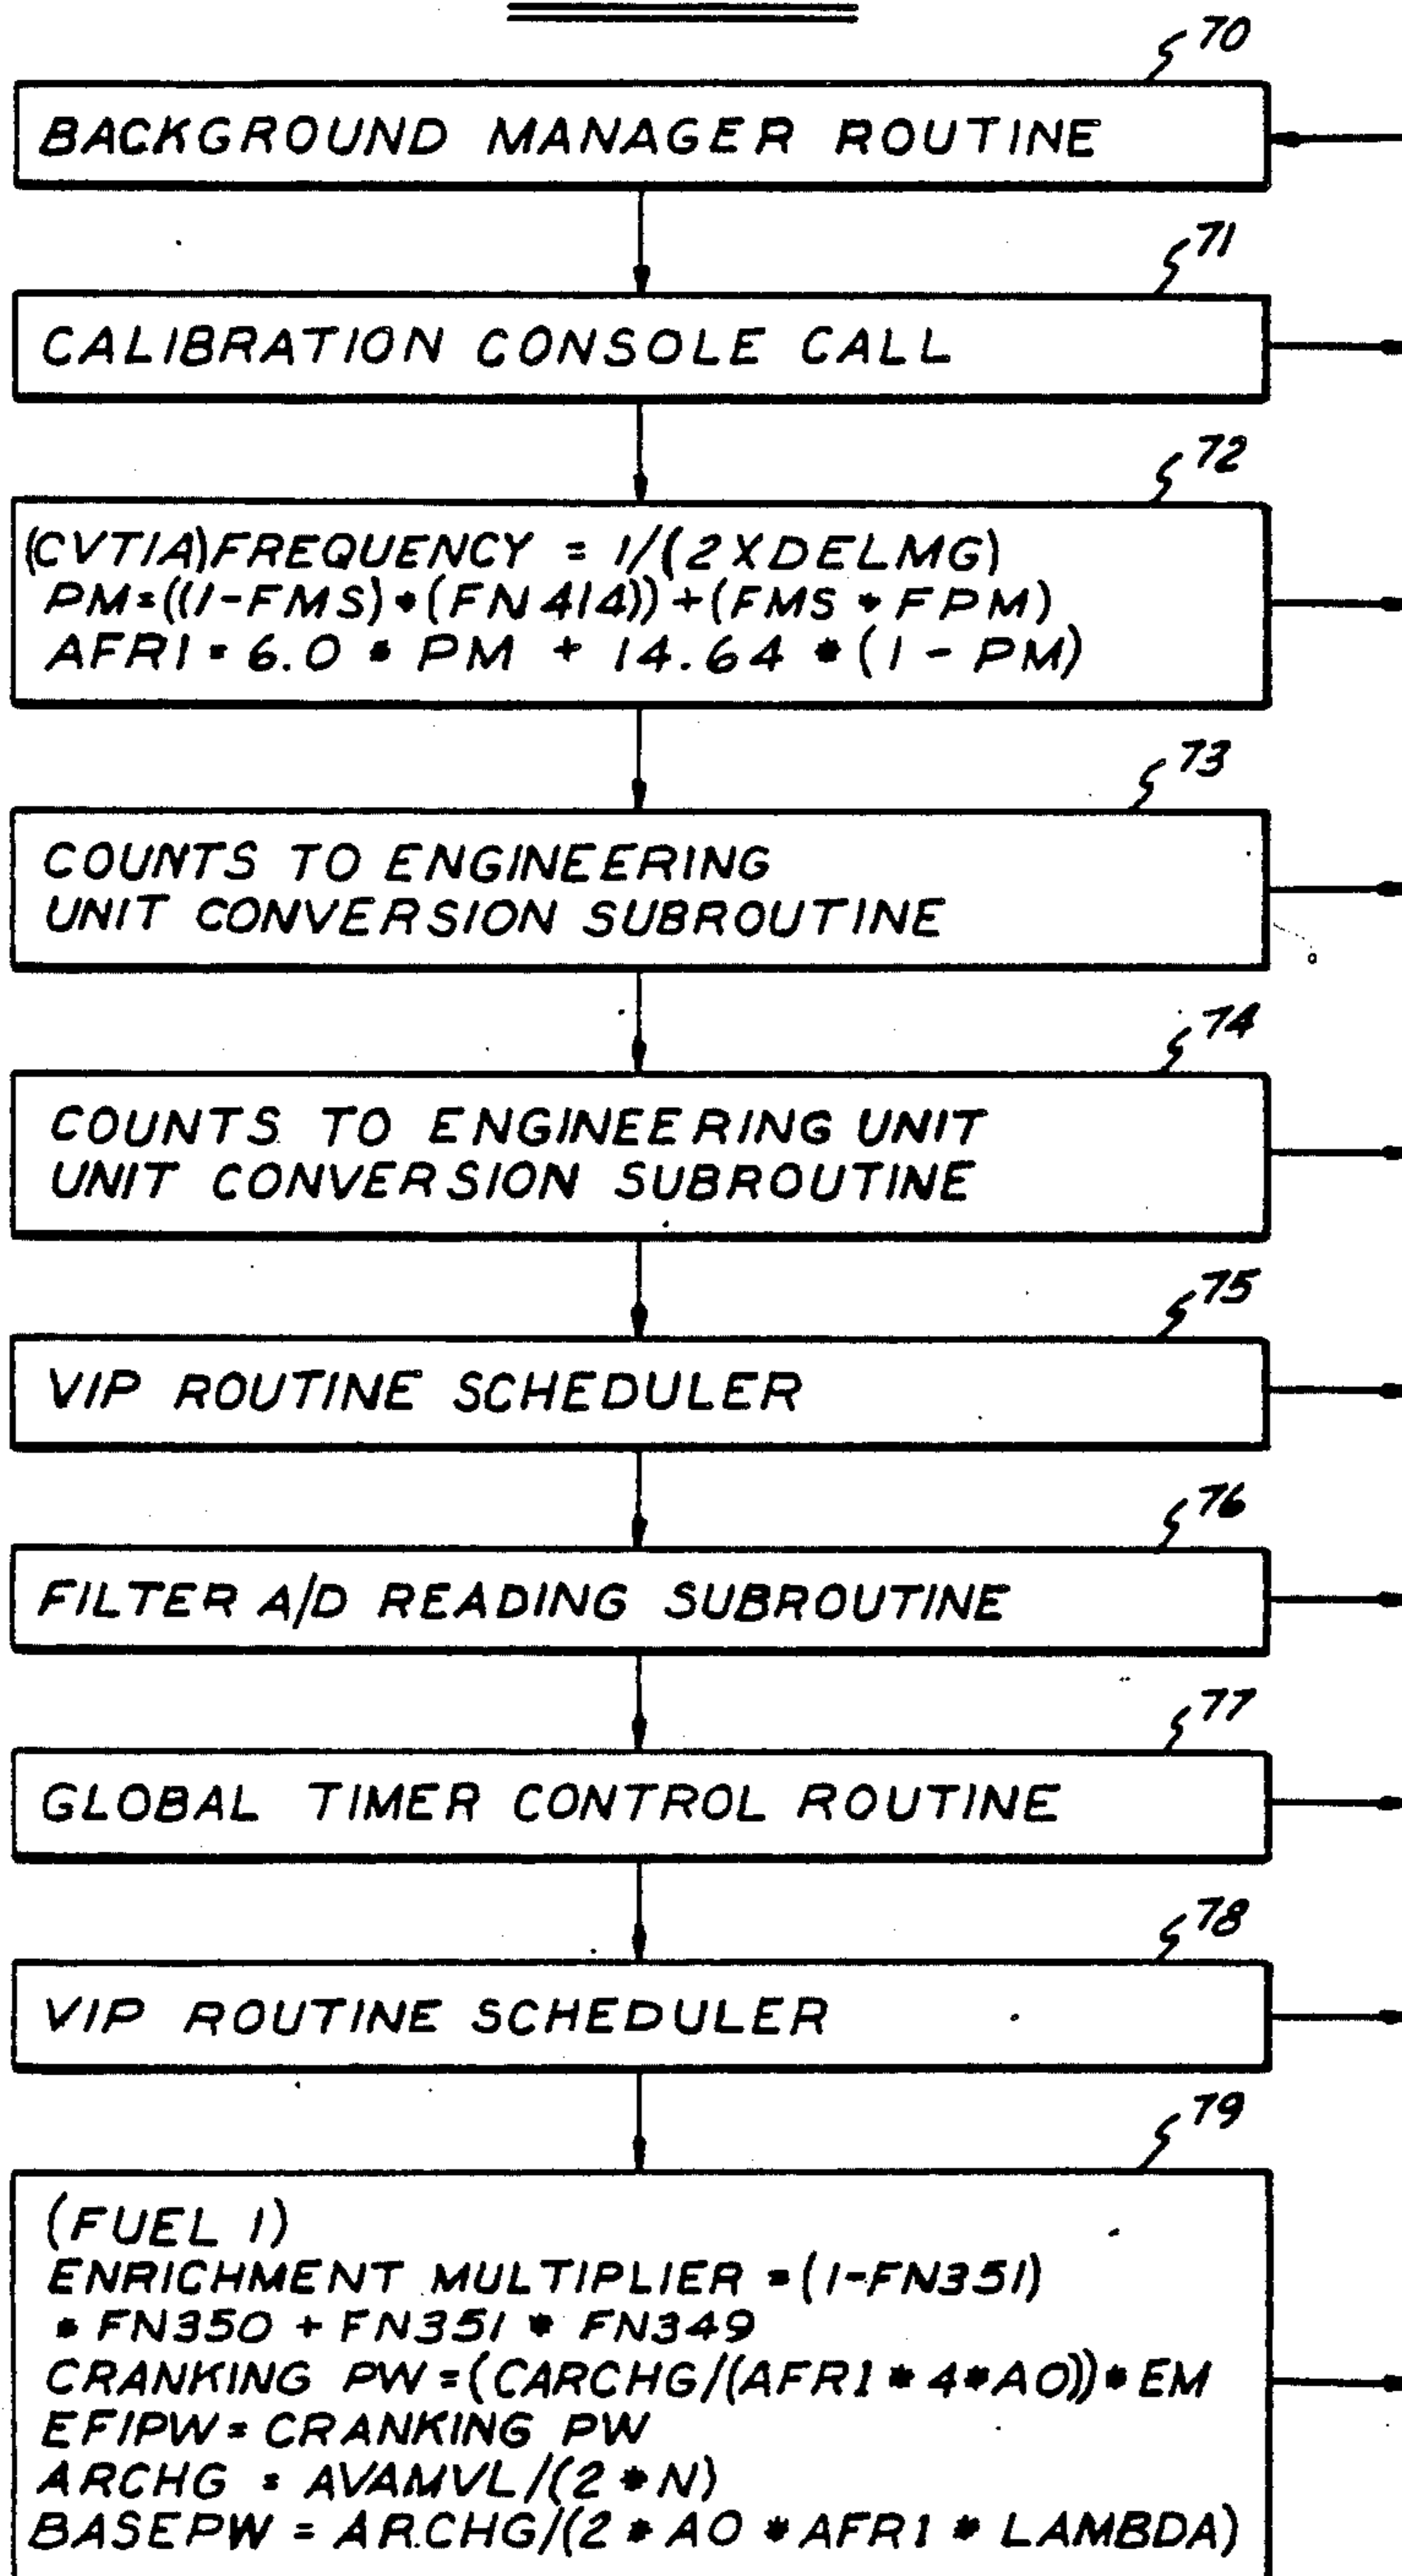 70
BACKGROUND MANAGER ROUTINE
71
CALIBRATION CONSOLE CALL
72
(CVTIA)FREQUENCY = 1/(2XDELMG)
PM=((1-FMS)*(FN414))+(FMS*FPM)
AFR1=6.0 * PM + 14.64 *(1 - PM)
73
COUNTS TO ENGINEERING
UNIT CONVERSION SUBROUTINE
74
COUNTS TO ENGINEERING UNIT
UNIT CONVERSION SUBROUTINE
75
VIP ROUTINE SCHEDULER
76
FILTER A/D READING SUBROUTINE
77
GLOBAL TIMER CONTROL ROUTINE
78
VIP ROUTINE SCHEDULER
79
(FUEL 1)
ENRICHMENT MULTIPLIER =(1-FN351)
* FN350 + FN351 * FN349
CRANKING PW=(CARCHG/(AFR1*4*AO))*EM
EFIPW= CRANKING PW
ARCHG = AVAMVL/(2*N)
BASEPW = ARCHG/(2*AO*AFR1*LAMBDA)